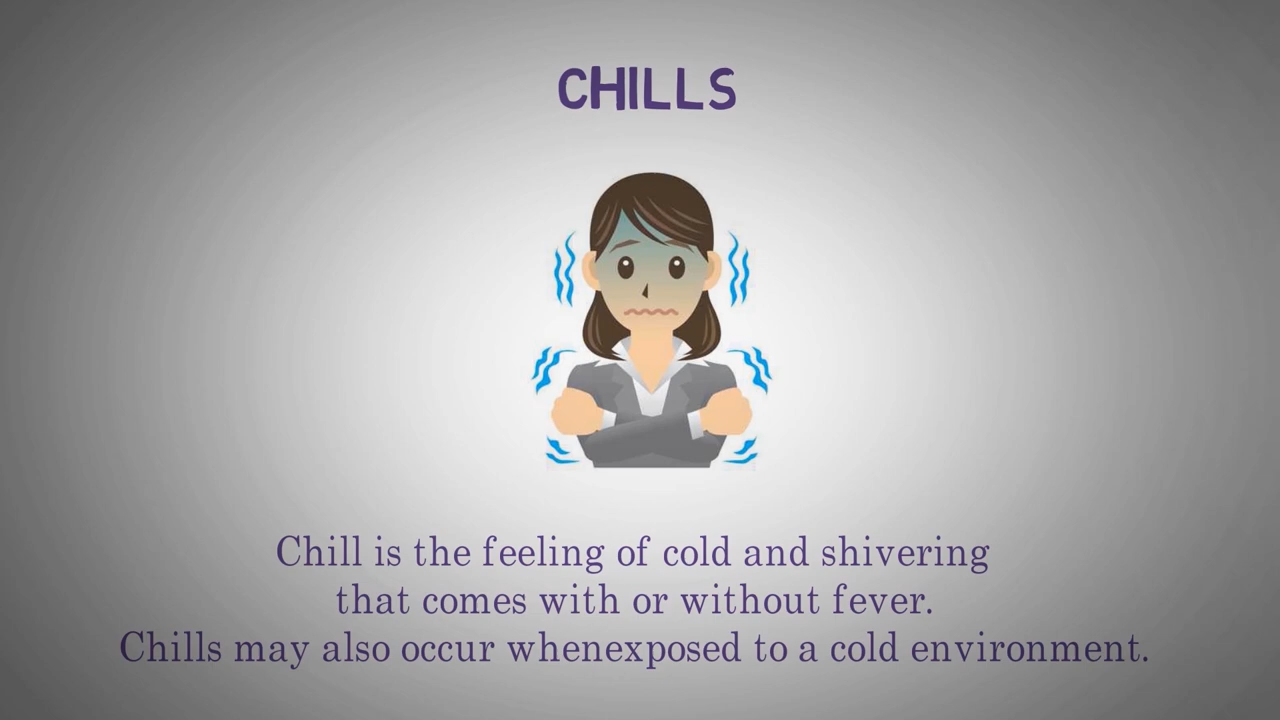 CHILLS
Chill is the feeling of cold and shivering
that comes with or without fever.
Chills may also occur whenexposed to a cold environment.